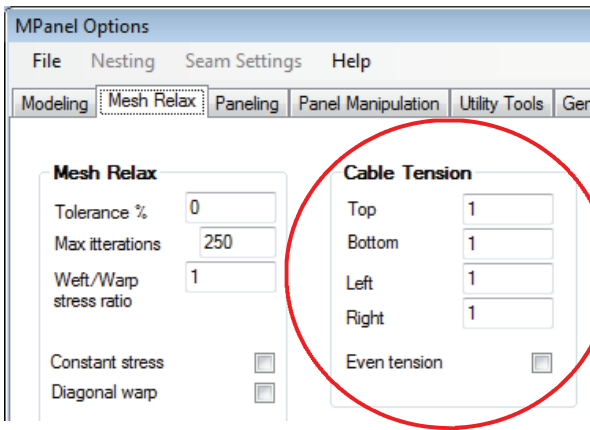 MPanel Options
File Nesting Seam Settings Help
Modeling Mesh Relax Paneling Panel Manipulation Utility Tools
Mesh Relax
Tolerance % 0
Max itterations 250
Weft/Warp stress ratio 1
Constant stress
Diagonal warp
Cable Tension
Top 1
Bottom 1
Left 1
Right 1
Even tension